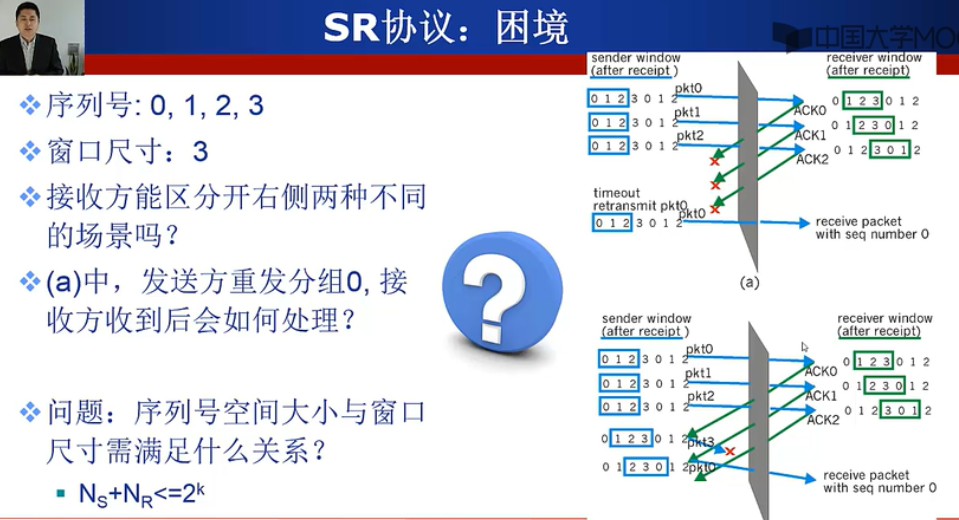 SR协议：困境
中国大学MO
序列号: 0, 1, 2, 3
窗口尺寸：3
接收方能区分开右侧两种不同
的场景吗？
(a)中，发送方重发分组0, 接
收方收到后会如何处理？
问题：序列号空间大小与窗口
尺寸需满足什么关系？
N_S+N_R<=2^k
sender window
(after receipt )
receiver window
(after receipt)
0 1 2 3 0 1 2 pkt0
ACK0 0 1 2 3 0 1 2
0 1 2 3 0 1 2 pkt1
ACK1 0 1 2 3 0 1 2
0 1 2 3 0 1 2 pkt2
ACK2 0 1 2 3 0 1 2
timeout
retransmit pkt0
0 1 2 3 0 1 2 pkt0
receive packet
with seq number 0
(a)
sender window
(after receipt )
receiver window
(after receipt)
0 1 2 3 0 1 2 pkt0
ACK0 0 1 2 3 0 1 2
0 1 2 3 0 1 2 pkt1
ACK1 0 1 2 3 0 1 2
0 1 2 3 0 1 2 pkt2
ACK2 0 1 2 3 0 1 2
0 1 2 3 0 1 2 pkt3
0 1 2 3 0 1 2 pkt0
receive packet
with seq number 0